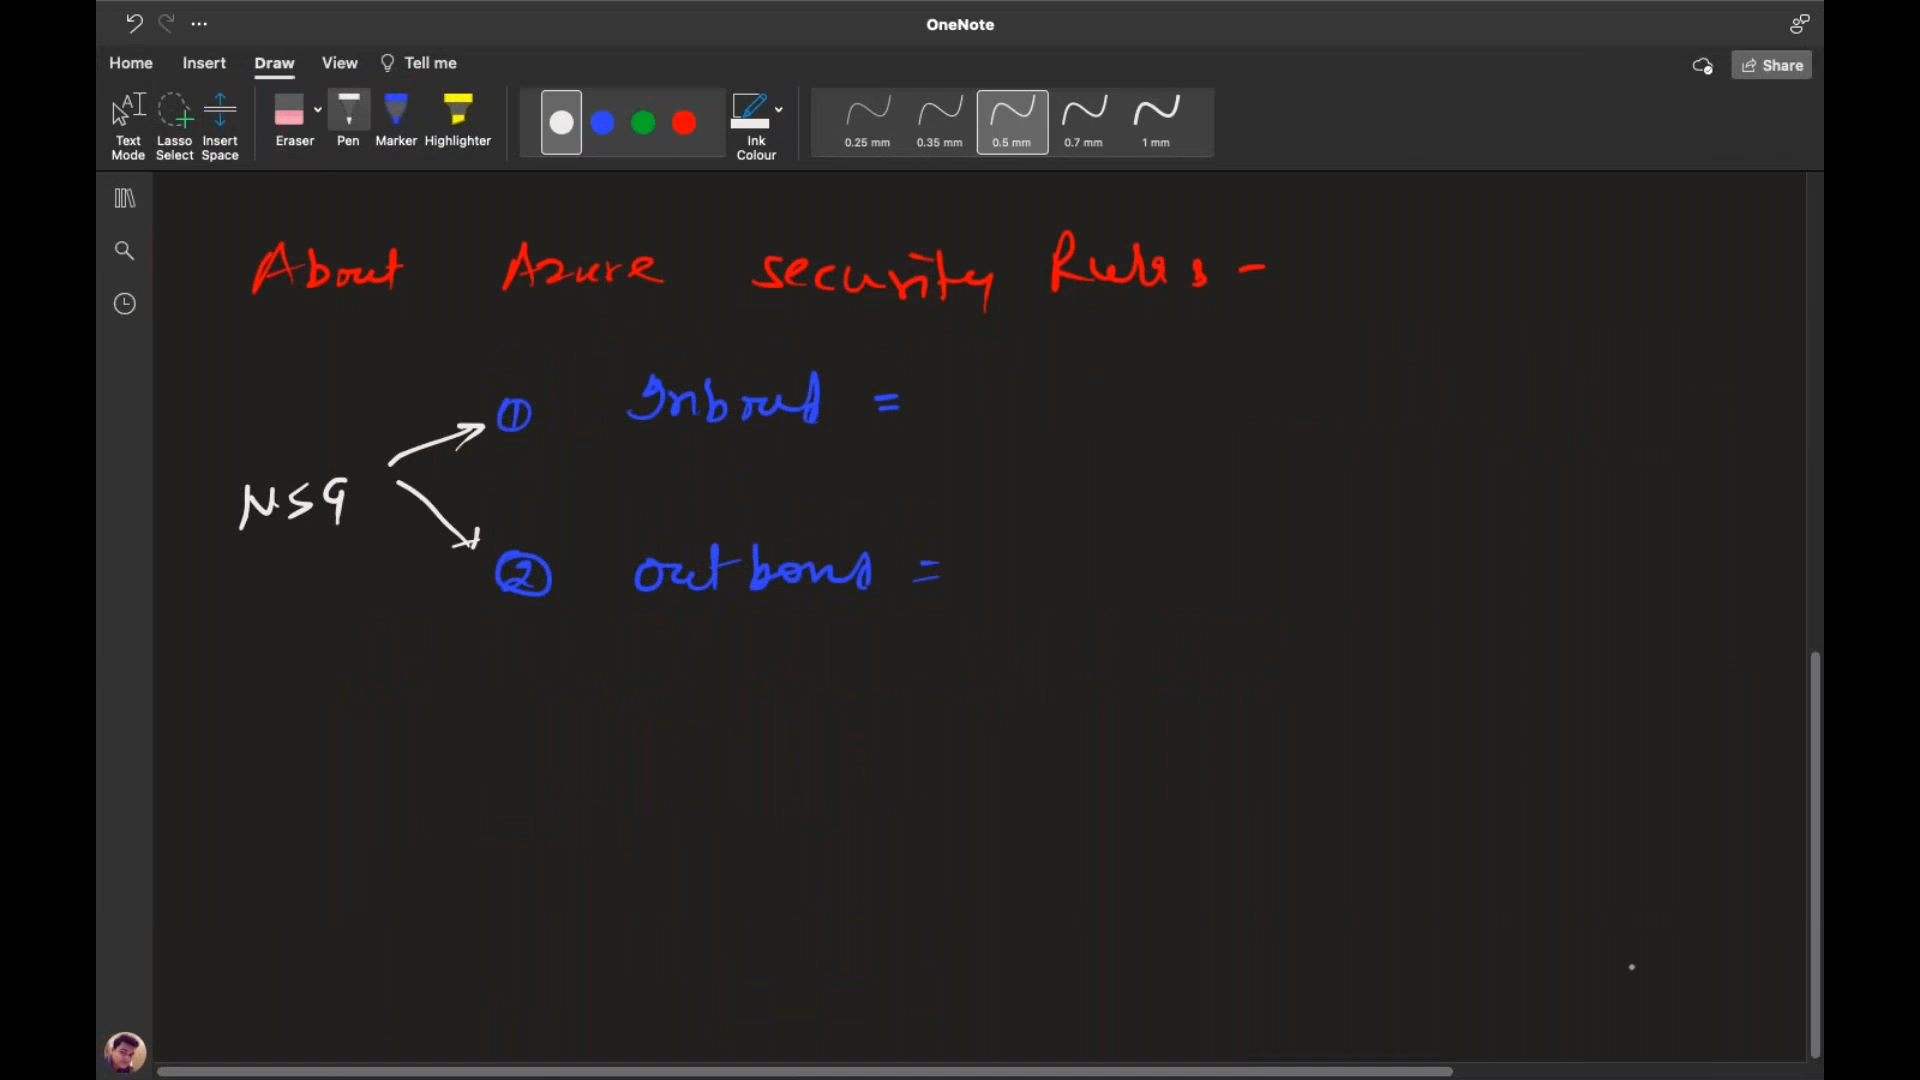 OneNote
Home Insert Draw View Tell me
Share
Text Mode Lasso Select Insert Space Eraser Pen Marker Highlighter Ink Colour 0.25 mm 0.35 mm 0.5 mm 0.7 mm 1 mm
About Azure security Rules -
① Inbound =
NSG
② outbound =